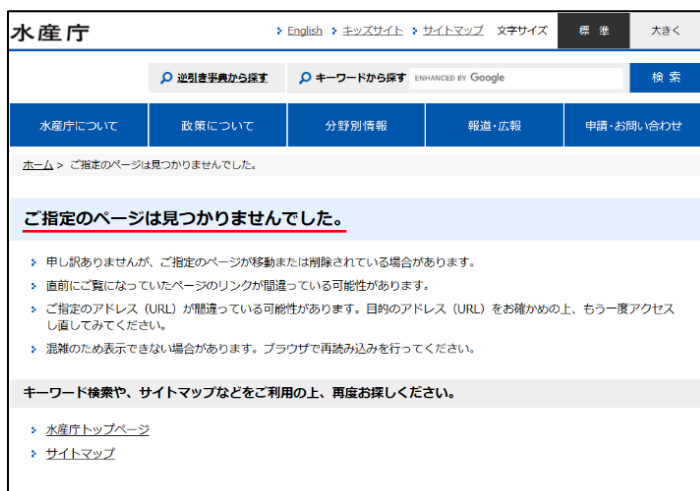 水産庁
English キッズサイト サイトマップ 文字サイズ 標準 大きく
逆引き事典から探す キーワードから探す ENHANCED BY Google 検索
水産庁について 政策について 分野別情報 報道・広報 申請・お問い合わせ
ホーム > ご指定のページは見つかりませんでした。
ご指定のページは見つかりませんでした。
申し訳ありませんが、ご指定のページが移動または削除されている場合があります。
直前にご覧になっていたページのリンクが間違っている可能性があります。
ご指定のアドレス（URL）が間違っている可能性があります。目的のアドレス（URL）をお確かめの上、もう一度アクセス
し直してみてください。
混雑のため表示できない場合があります。ブラウザで再読み込みを行ってください。
キーワード検索や、サイトマップなどをご利用の上、再度お探しください。
水産庁トップページ
サイトマップ